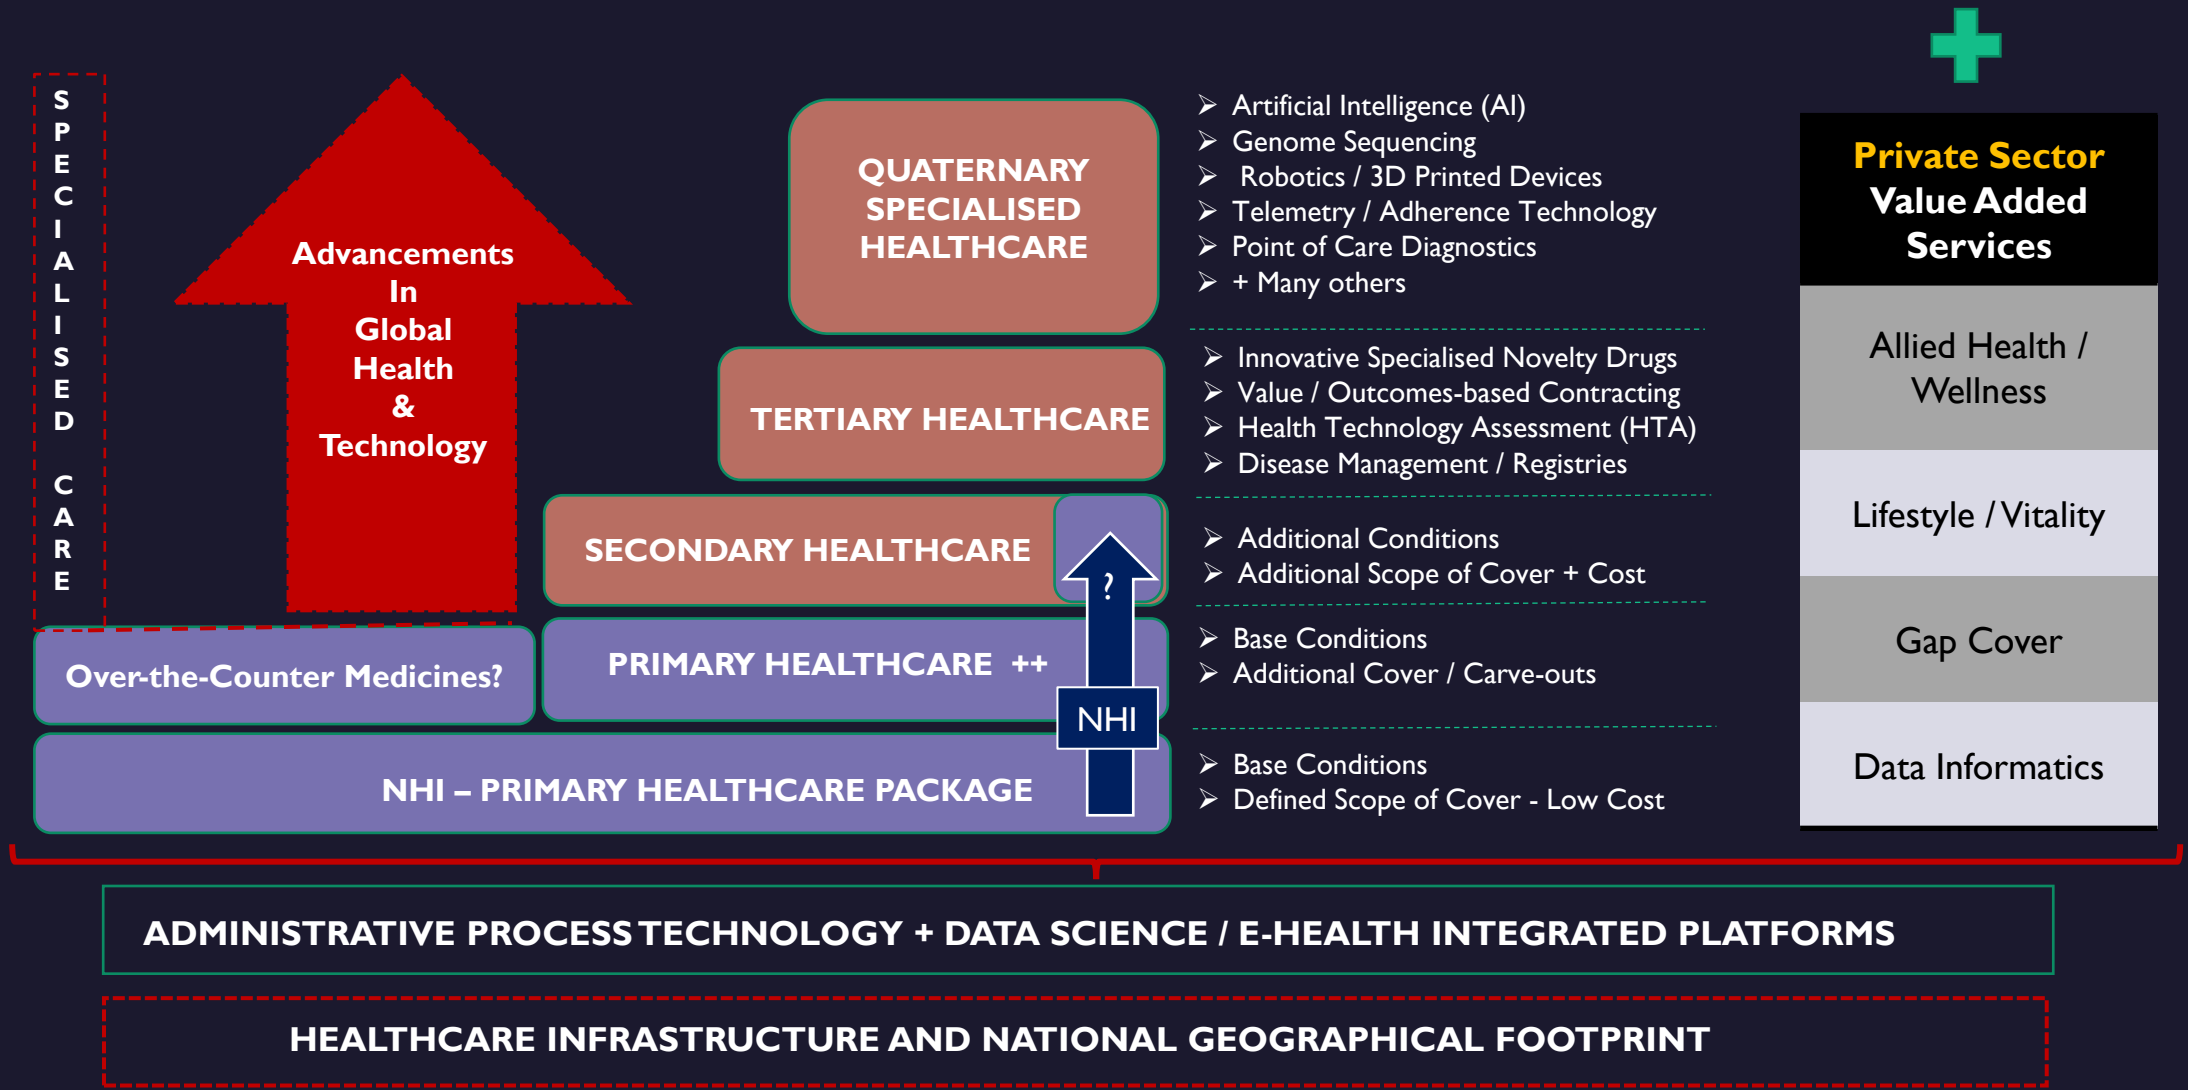 SPECIALISED CARE
Advancements
In
Global
Health
&
Technology
QUATERNARY
SPECIALISED
HEALTHCARE
➢ Artificial Intelligence (AI)
➢ Genome Sequencing
➢ Robotics / 3D Printed Devices
➢ Telemetry / Adherence Technology
➢ Point of Care Diagnostics
➢ + Many others
TERTIARY HEALTHCARE
➢ Innovative Specialised Novelty Drugs
➢ Value / Outcomes-based Contracting
➢ Health Technology Assessment (HTA)
➢ Disease Management / Registries
SECONDARY HEALTHCARE
?
➢ Additional Conditions
➢ Additional Scope of Cover + Cost
Over-the-Counter Medicines?
PRIMARY HEALTHCARE ++
NHI
➢ Base Conditions
➢ Additional Cover / Carve-outs
NHI – PRIMARY HEALTHCARE PACKAGE
➢ Base Conditions
➢ Defined Scope of Cover - Low Cost
Private Sector
Value Added
Services
Allied Health /
Wellness
Lifestyle / Vitality
Gap Cover
Data Informatics
ADMINISTRATIVE PROCESS TECHNOLOGY + DATA SCIENCE / E-HEALTH INTEGRATED PLATFORMS
HEALTHCARE INFRASTRUCTURE AND NATIONAL GEOGRAPHICAL FOOTPRINT